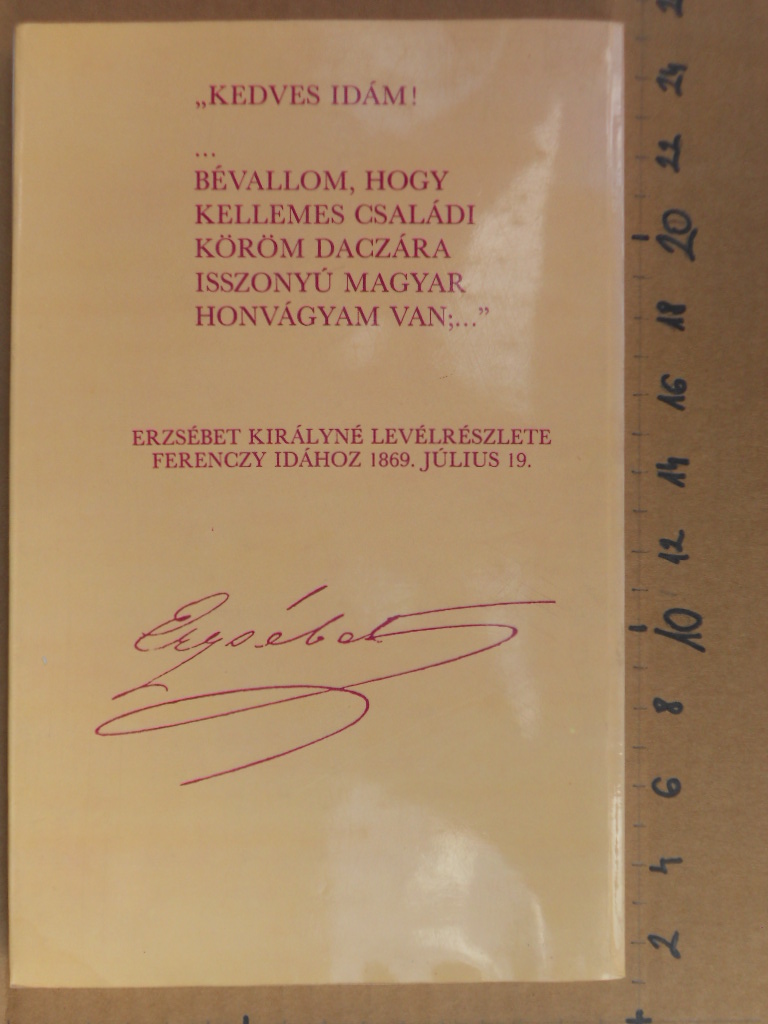 „KEDVES IDÁM!
...
BÉVALLOM, HOGY
KELLEMES CSALÁDI
KÖRÖM DACZÁRA
ISSZONYÚ MAGYAR
HONVÁGYAM VAN;...”
ERZSÉBET KIRÁLYNÉ LEVÉLRÉSZLETE
FERENCZY IDÁHOZ 1869. JÚLIUS 19.
Erzsébet
24
22
20
18
16
14
12
10
8
6
4
2